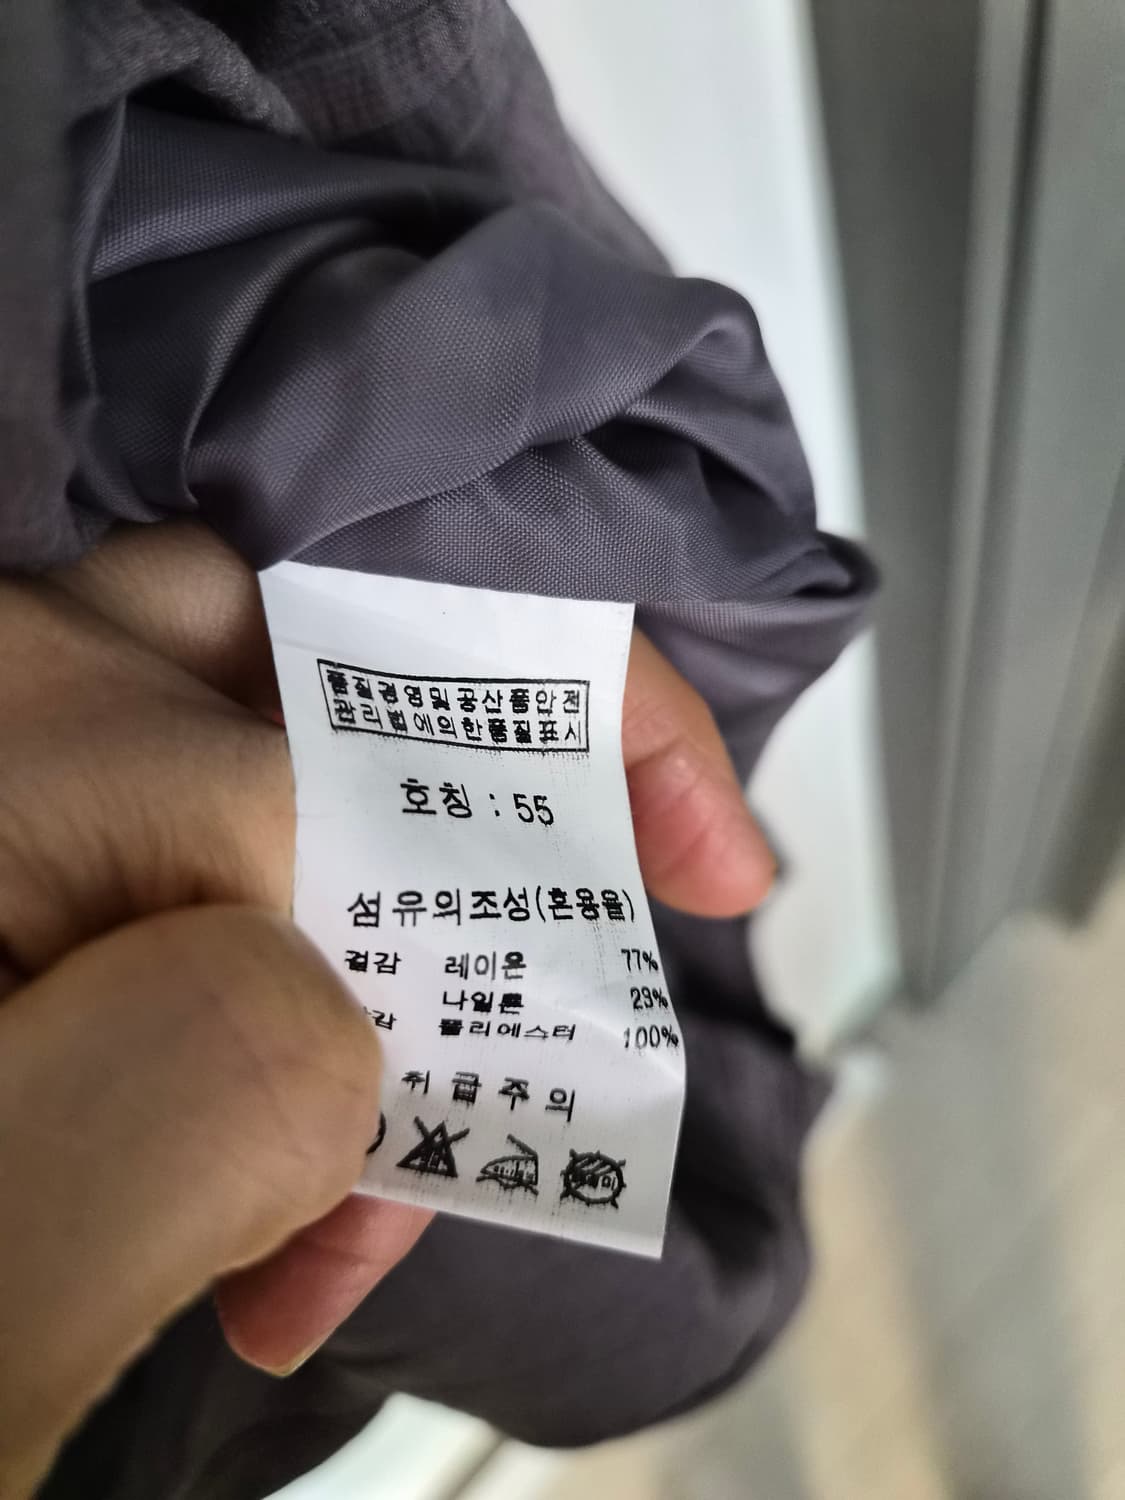 품질경영및공산품안전
관리법에의한품질표시
호칭 : 55
섬유의조성(혼용율)
겉감 레이온 77%
나일론 23%
폴리에스터 100%
취급주의